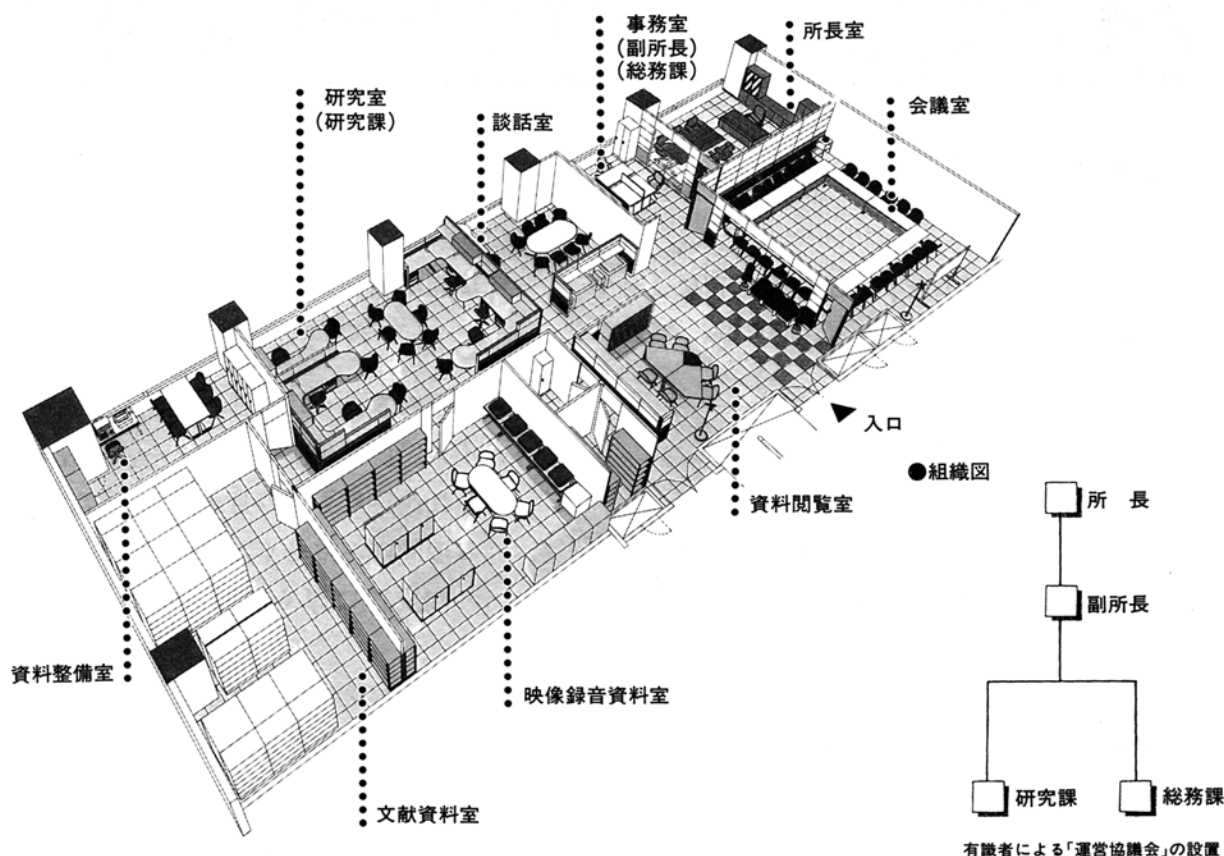 事務室
(副所長)
(総務課)
所長室
研究室
(研究課)
談話室
会議室
入口
資料閲覧室
資料整備室
映像録音資料室
文献資料室
●組織図
所 長
副所長
研究課
総務課
有識者による「運営協議会」の設置